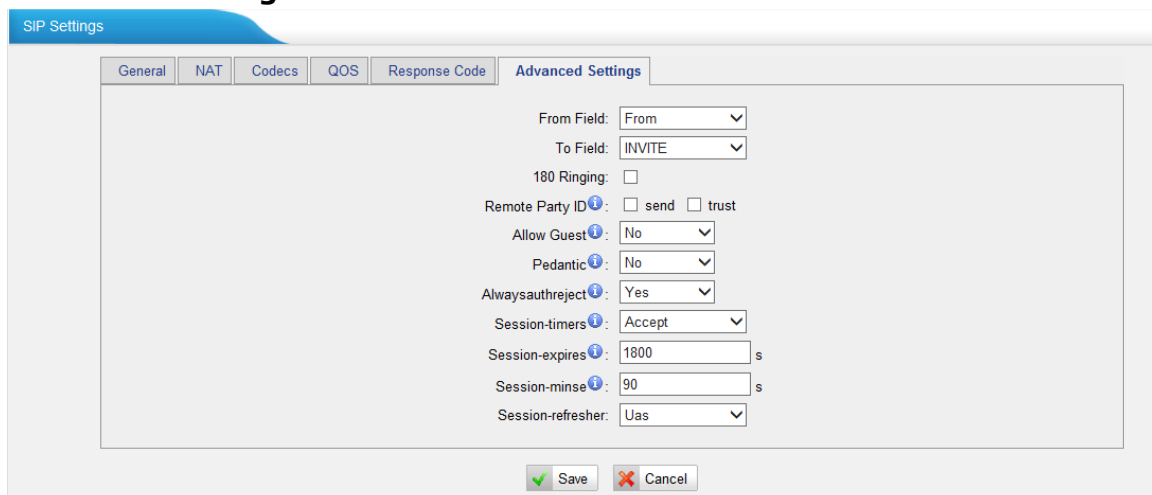 SIP Settings
General NAT Codecs QOS Response Code Advanced Settings
From Field: From
To Field: INVITE
180 Ringing:
Remote Party ID : send trust
Allow Guest : No
Pedantic : No
Alwaysauthreject : Yes
Session-timers : Accept
Session-expires : 1800 s
Session-minse : 90 s
Session-refresher: Uas
Save Cancel